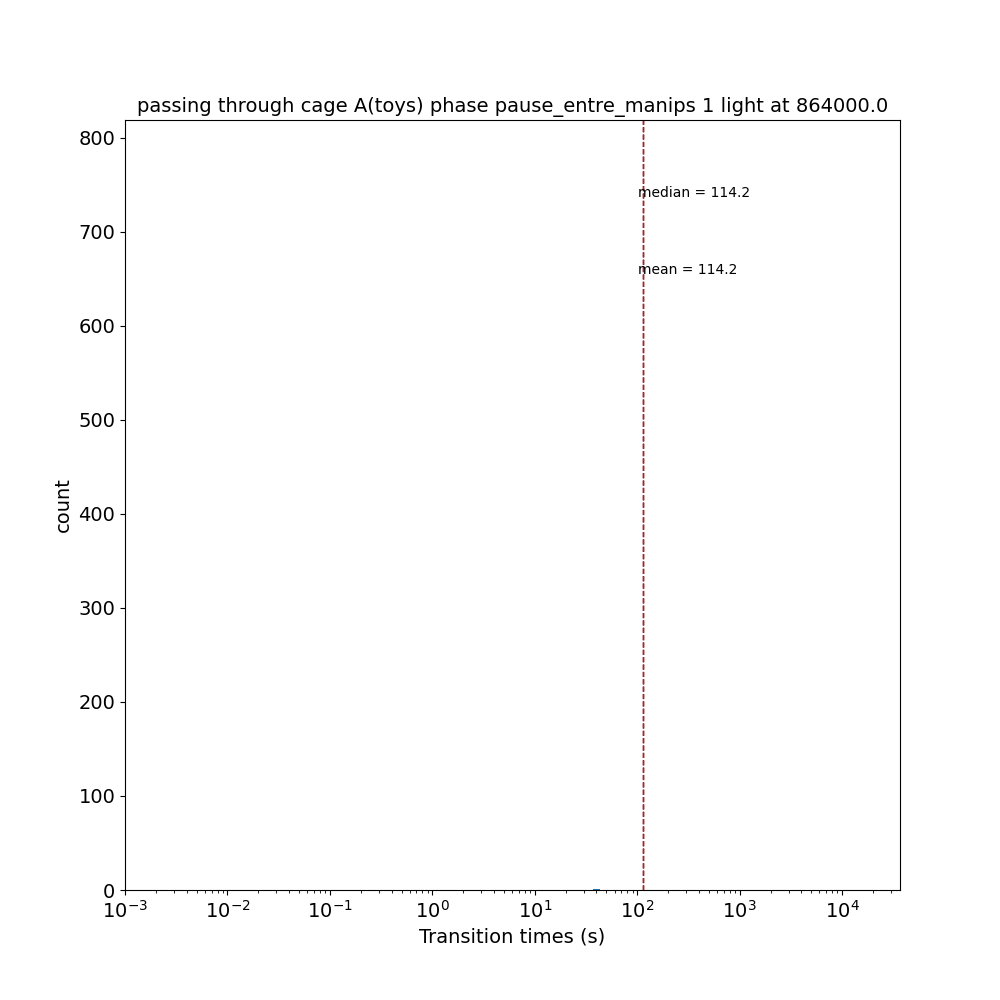 passing through cage A(toys) phase pause_entre_manips 1 light at 864000.0
800
median = 114.2
700
mean = 114.2
600
500
count
400
300
200
100
0
10⁻³ 10⁻² 10⁻¹ 10⁰ 10¹ 10² 10³ 10⁴
Transition times (s)